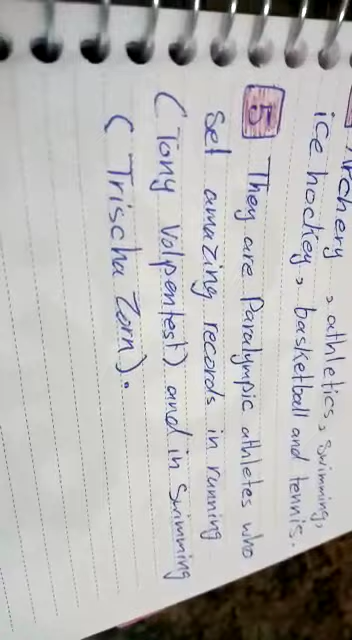 Archery, athletics, swimming,
ice hockey, basketball and tennis.
5 They are Paralympic athletes who
set amazing records in running
(Tony Volpentest) and in swimming
(Trischa Zorn).